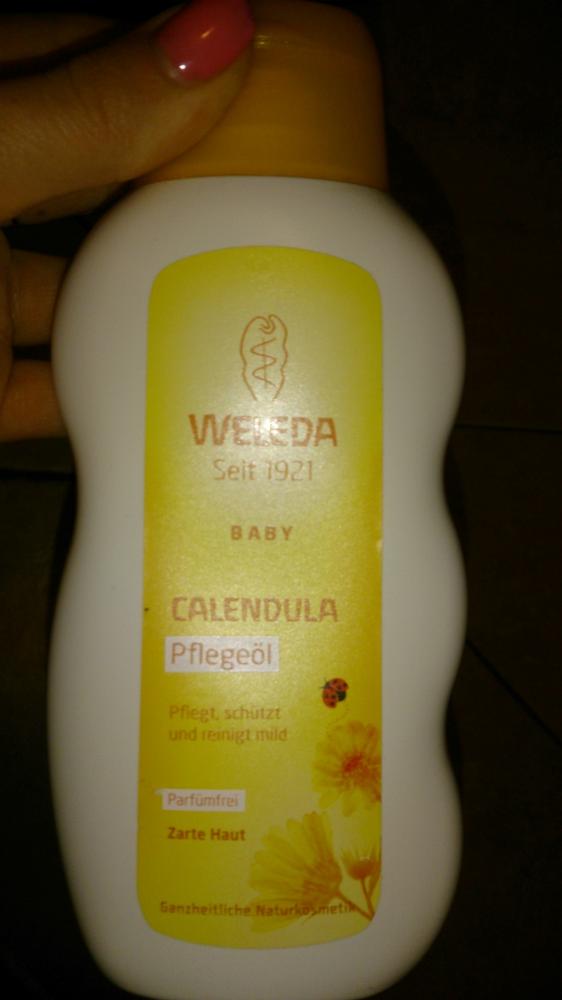 WELEDA
Seit 1921
BABY
CALENDULA
Pflegeöl
Pflegt, schützt
und reinigt mild
Parfümfrei
Zarte Haut
Ganzheitliche Naturkosmetik